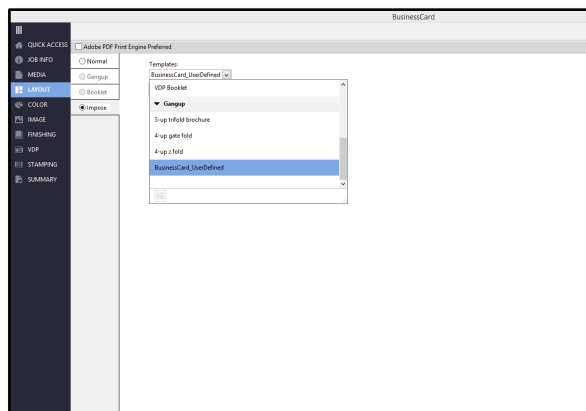 BusinessCard
QUICK ACCESS
JOB INFO
MEDIA
LAYOUT
COLOR
IMAGE
FINISHING
VDP
STAMPING
SUMMARY
Adobe PDF Print Engine Preferred
Normal
Gangup
Booklet
Impose
Templates:
BusinessCard_UserDefined
VDP Booklet
Gangup
3-up trifold brochure
4-up gate fold
4-up z fold
BusinessCard_UserDefined